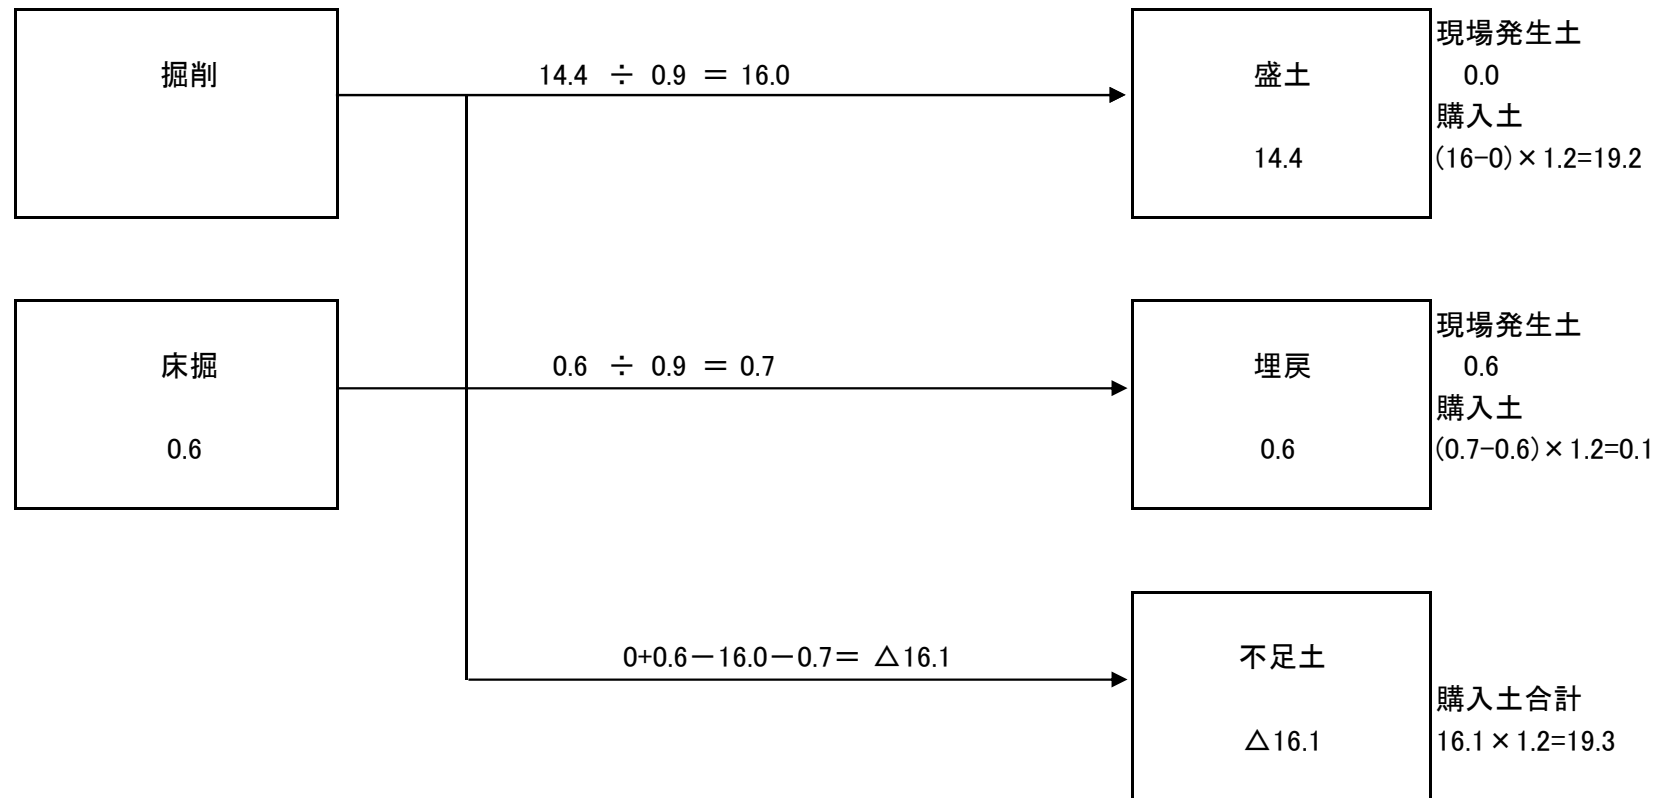 掘削
14.4 ÷ 0.9 = 16.0
盛土
14.4
現場発生土
0.0
購入土
(16-0)×1.2=19.2
床掘
0.6
0.6 ÷ 0.9 = 0.7
埋戻
0.6
現場発生土
0.6
購入土
(0.7-0.6)×1.2=0.1
0+0.6－16.0－0.7＝ △16.1
不足土
△16.1
購入土合計
16.1×1.2=19.3